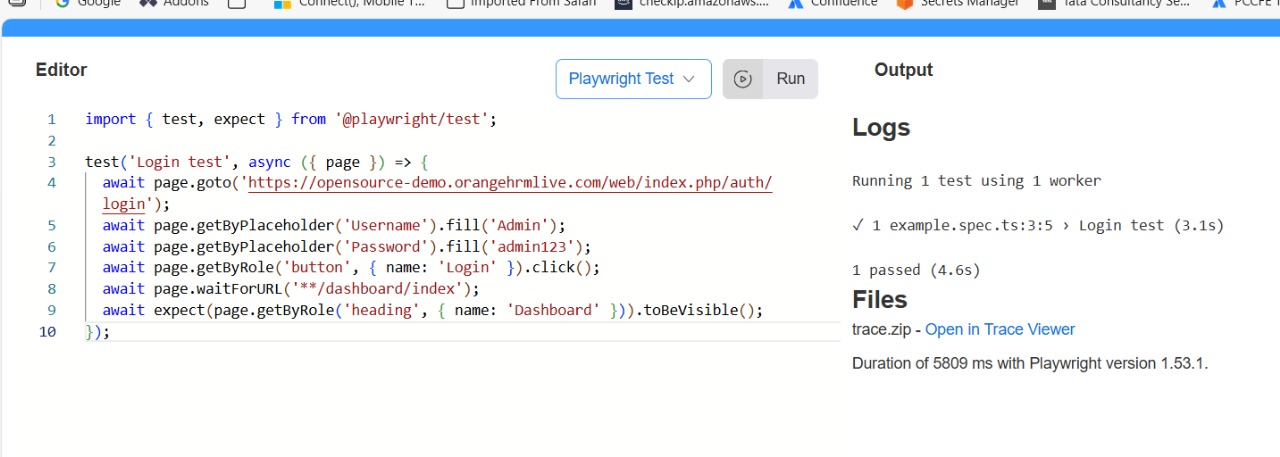 Google Addons Connect(); Mobile T... Imported From Safari checkip.amazonaws.... Confluence Secrets Manager Tata Consultancy Se... PCCFE
Editor
Playwright Test
Run
1 import { test, expect } from '@playwright/test';
2
3 test('Login test', async ({ page }) => {
4 await page.goto('https://opensource-demo.orangehrmlive.com/web/index.php/auth/
login');
5 await page.getByPlaceholder('Username').fill('Admin');
6 await page.getByPlaceholder('Password').fill('admin123');
7 await page.getByRole('button', { name: 'Login' }).click();
8 await page.waitForURL('**/dashboard/index');
9 await expect(page.getByRole('heading', { name: 'Dashboard' })).toBeVisible();
10 });
Output
Logs
Running 1 test using 1 worker
✓ 1 example.spec.ts:3:5 › Login test (3.1s)
1 passed (4.6s)
Files
trace.zip - Open in Trace Viewer
Duration of 5809 ms with Playwright version 1.53.1.